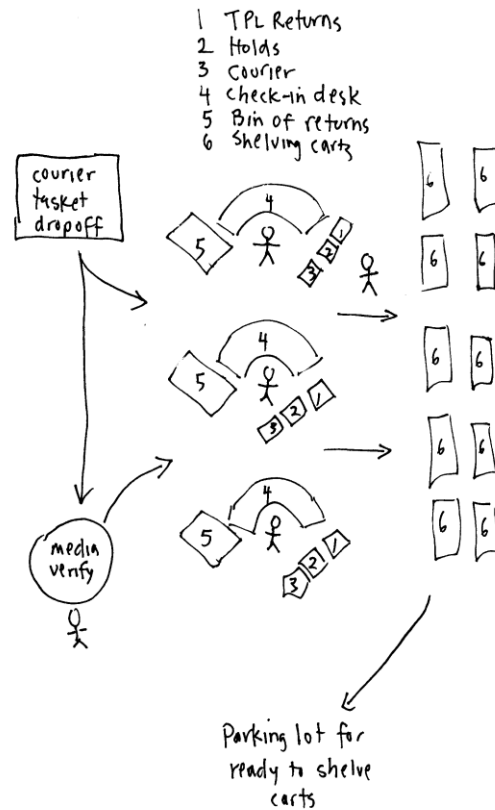 1 TPL Returns
2 Holds
3 Courier
4 Check-in desk
5 Bin of returns
6 Shelving carts
courier
tasket
dropoff
4
5
3 2 1
4
5
3 2 1
4
5
3 2 1
6 6
6 6
6 6
6 6
6 6
media
verify
Parking lot for
ready to shelve
carts